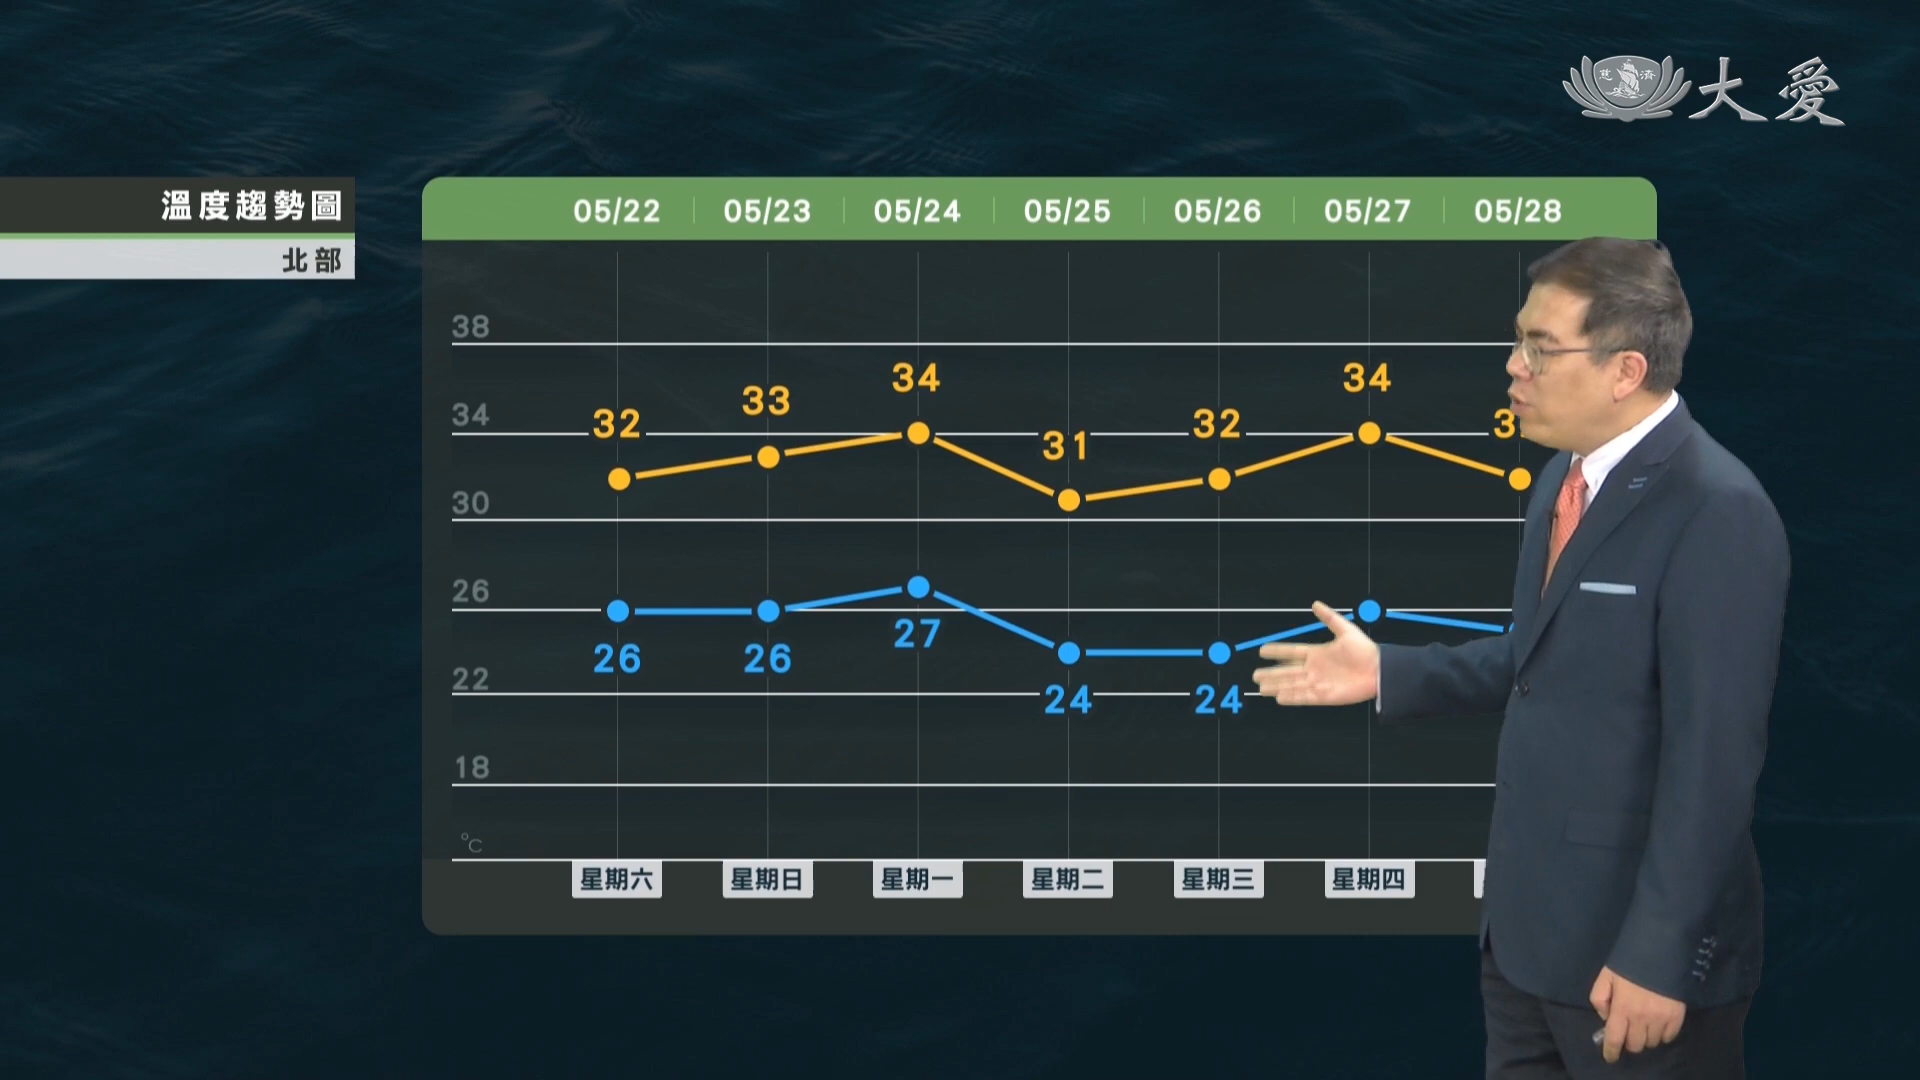 慈濟
大愛
溫度趨勢圖
北部
05/22 05/23 05/24 05/25 05/26 05/27 05/28
38
34
30
26
22
18
°C
32 33 34 31 32 34
26 26 27 24 24
星期六 星期日 星期一 星期二 星期三 星期四